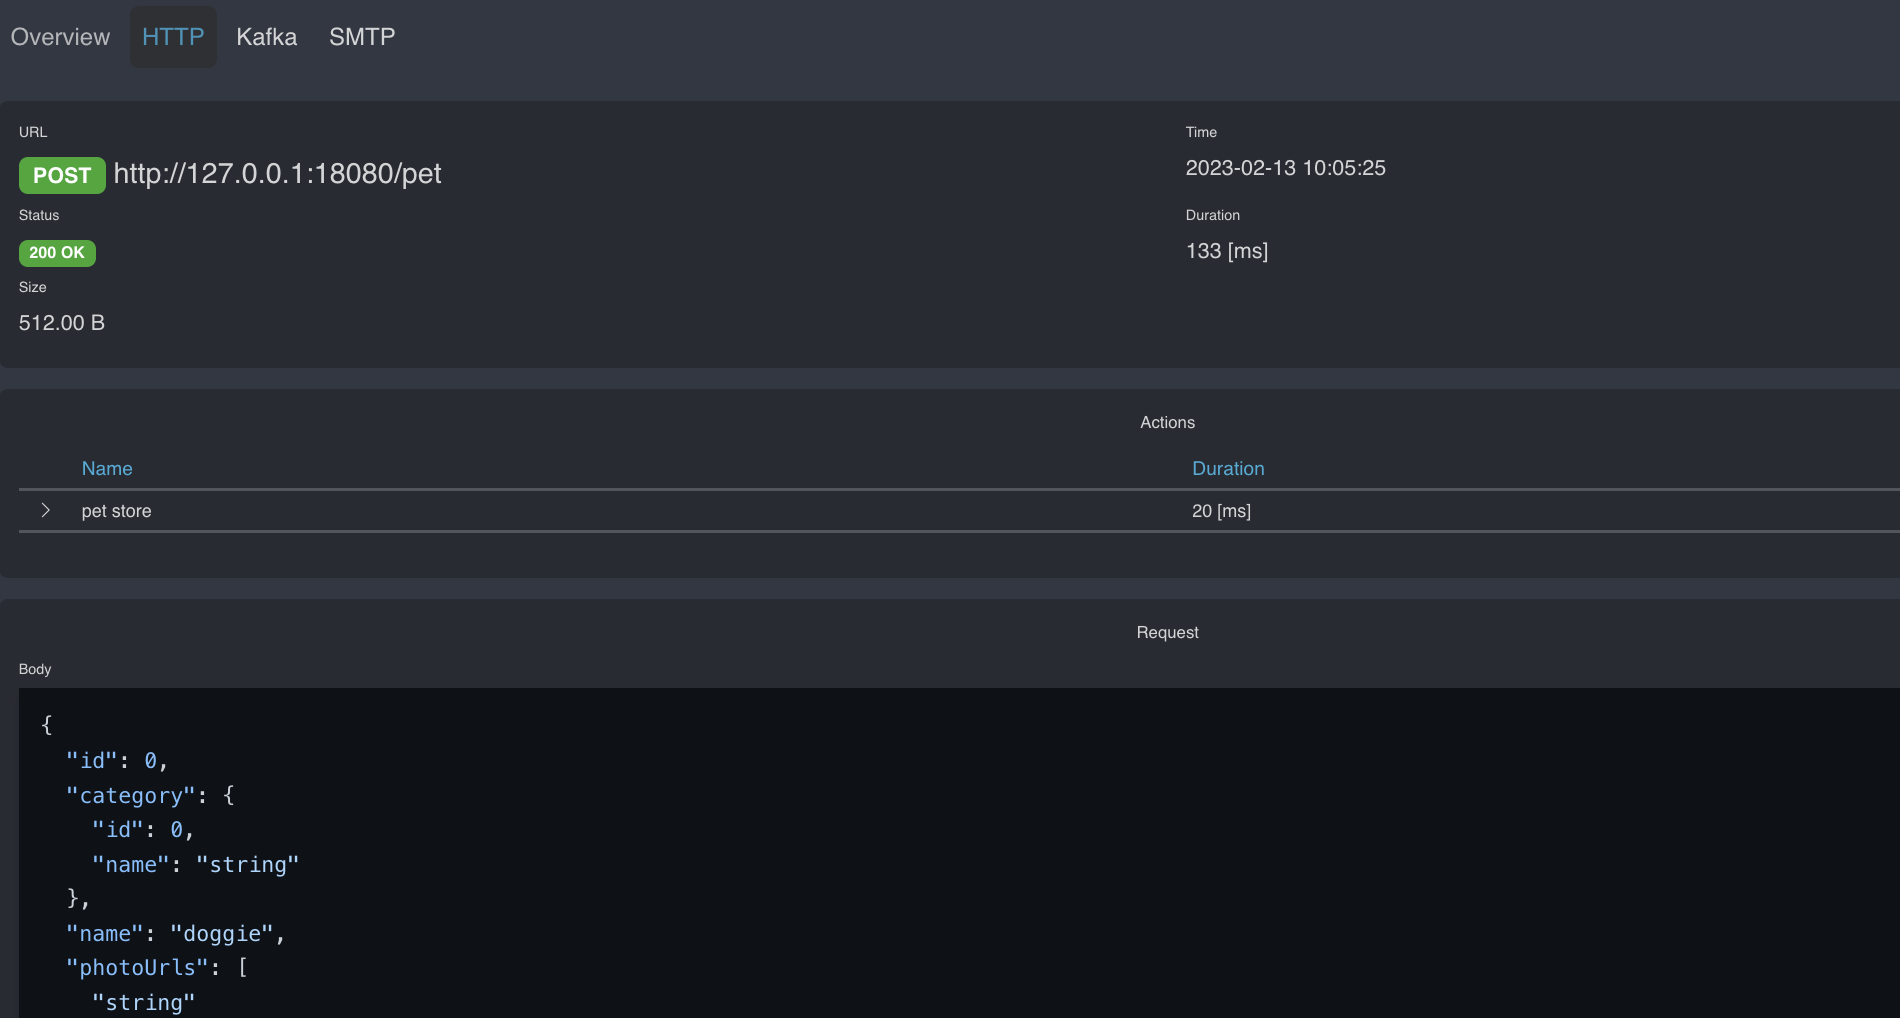 Overview HTTP Kafka SMTP
URL
POST http://127.0.0.1:18080/pet
Time
2023-02-13 10:05:25
Status
200 OK
Duration
133 [ms]
Size
512.00 B
Actions
Name Duration
pet store 20 [ms]
Request
Body
{
  "id": 0,
  "category": {
    "id": 0,
    "name": "string"
  },
  "name": "doggie",
  "photoUrls": [
    "string"